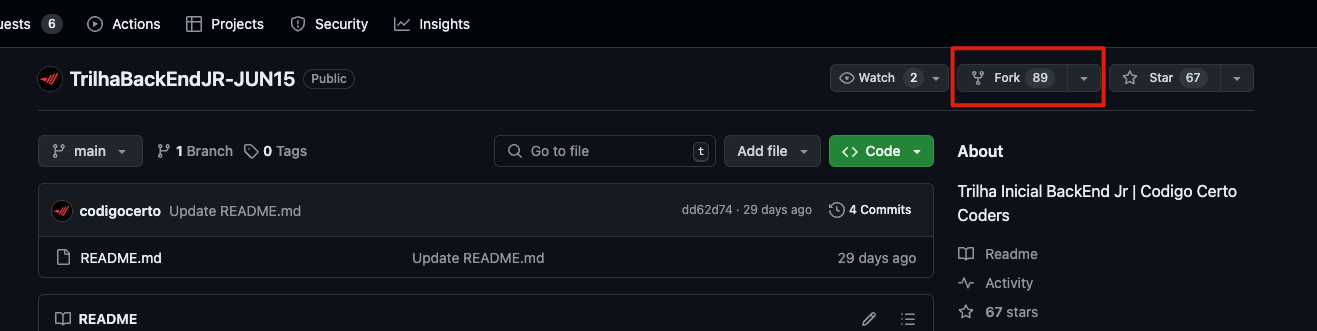 6 Actions Projects Security Insights
TrilhaBackEndJR-JUN15 Public Watch 2 Fork 89 Star 67
main 1 Branch 0 Tags Go to file t Add file Code
codigocerto Update README.md dd62d74 · 29 days ago 4 Commits
README.md Update README.md 29 days ago
README
About
Trilha Inicial BackEnd Jr | Codigo Certo
Coders
Readme
Activity
67 stars